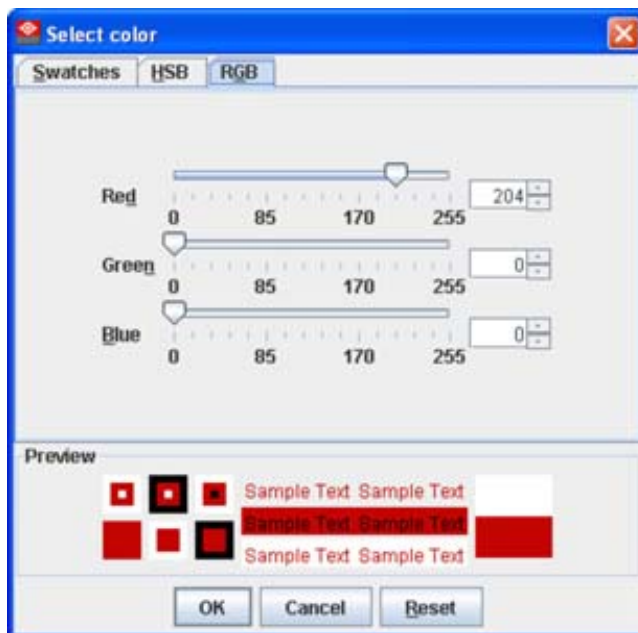 Select color
Swatches HSB RGB
Red 204
0 85 170 255
Green 0
0 85 170 255
Blue 0
0 85 170 255
Preview
Sample Text Sample Text
Sample Text Sample Text
Sample Text Sample Text
OK Cancel Reset